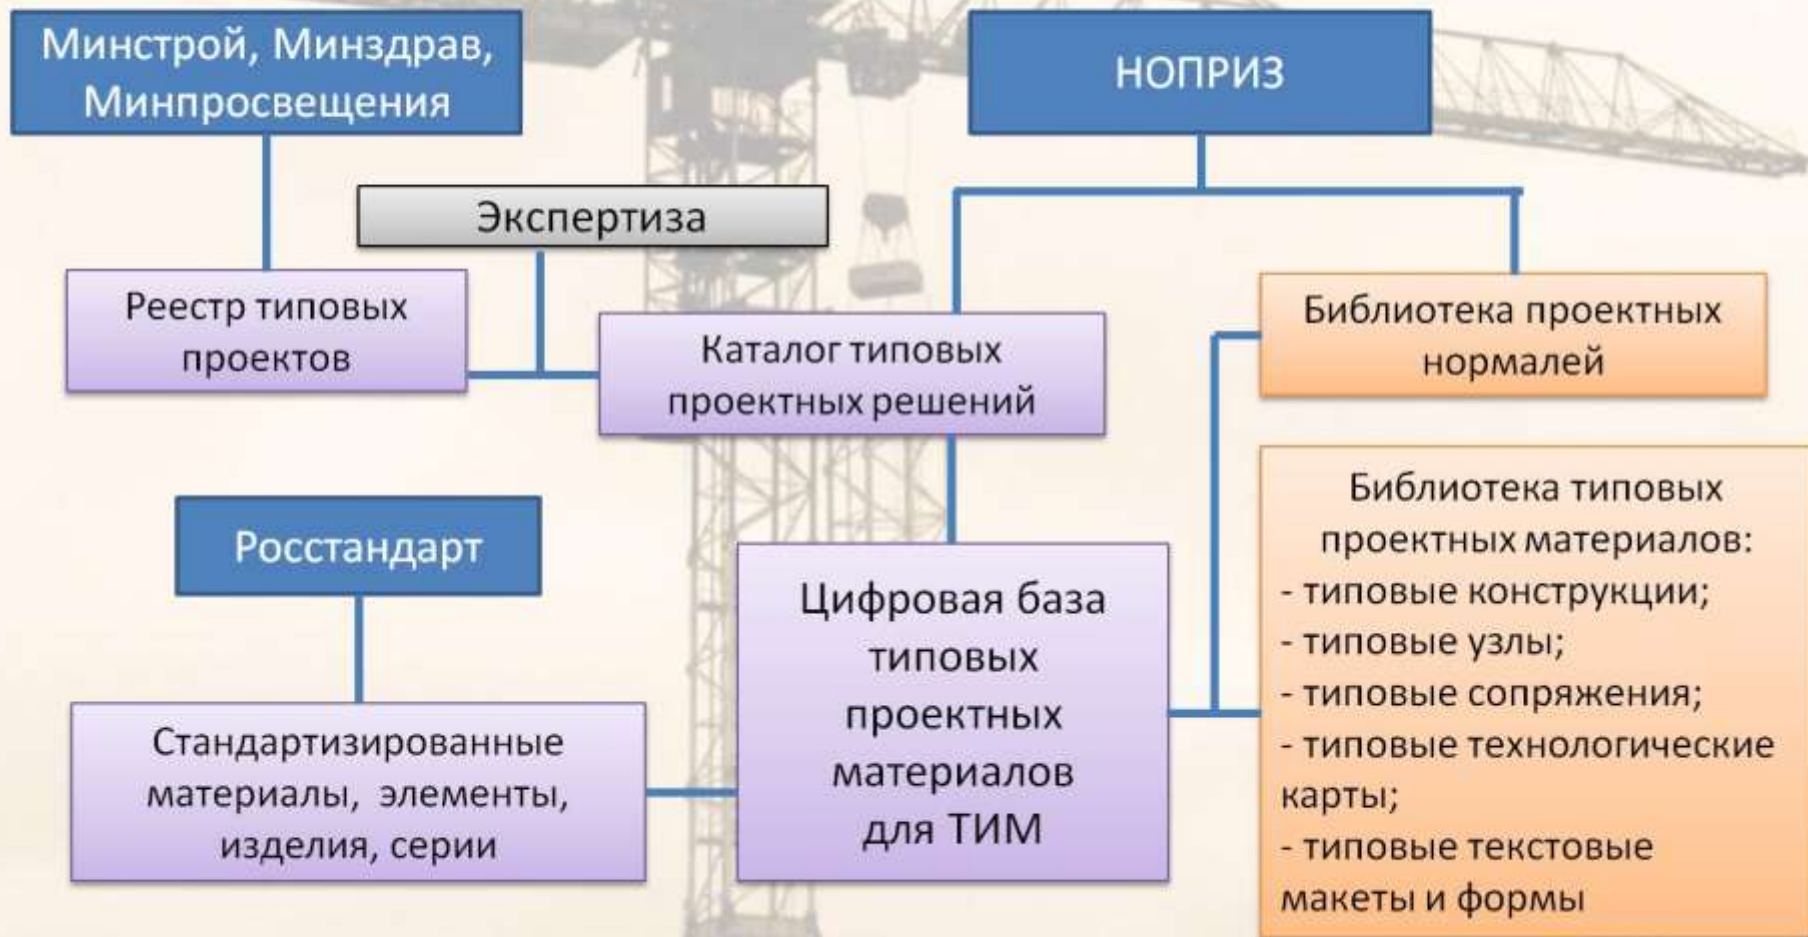 Минстрой, Минздрав,
Минпросвещения
НОПРИЗ
Экспертиза
Реестр типовых
проектов
Каталог типовых
проектных решений
Библиотека проектных
нормалей
Росстандарт
Стандартизированные
материалы, элементы,
изделия, серии
Цифровая база
типовых
проектных
материалов
для ТИМ
Библиотека типовых
проектных материалов:
- типовые конструкции;
- типовые узлы;
- типовые сопряжения;
- типовые технологические
карты;
- типовые текстовые
макеты и формы